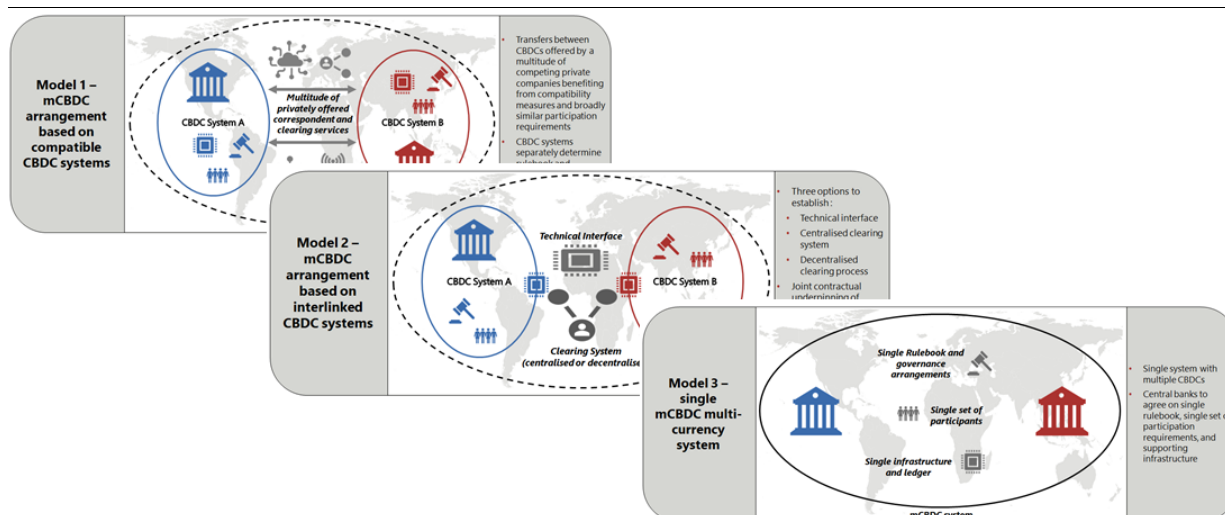 Model 1 –
mCBDC
arrangement
based on
compatible
CBDC systems
CBDC System A
Multitude of
privately offered
correspondent and
clearing services
CBDC System B
• Transfers between
CBDCs offered by a
multitude of
competing private
companies benefiting
from compatibility
measures and broadly
similar participation
requirements
• CBDC systems
separately determine
Model 2 –
mCBDC
arrangement
based on
interlinked
CBDC systems
Technical Interface
CBDC System A
CBDC System B
Clearing System
(centralised or decentralise
• Three options to
establish :
• Technical interface
• Centralised clearing
system
• Decentralised
clearing process
• Joint contractual
underpinning of
Model 3 –
single
mCBDC multi-
currency
system
Single Rulebook and
governance
arrangements
Single set of
participants
Single infrastructure
and ledger
mCBDC system
• Single system with
multiple CBDCs
• Central banks to
agree on single
rulebook, single set o
participation
requirements, and
supporting
infrastructure